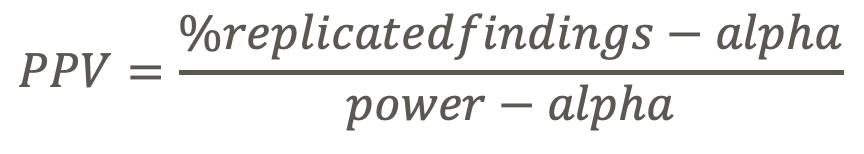 PPV = %replicatedfindings − alpha / power − alpha